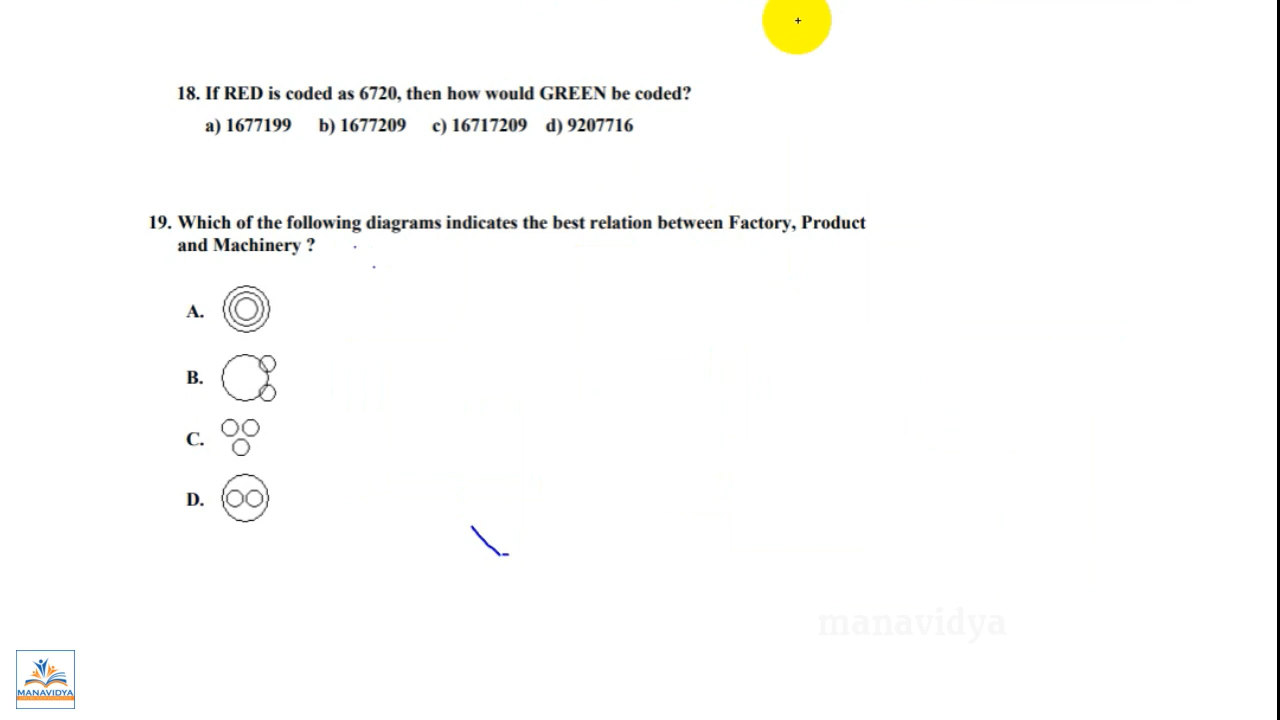 18. If RED is coded as 6720, then how would GREEN be coded?
a) 1677199 b) 1677209 c) 16717209 d) 9207716
19. Which of the following diagrams indicates the best relation between Factory, Product
and Machinery ?
A.
B.
C.
D.
manavidya
MANAVIDYA